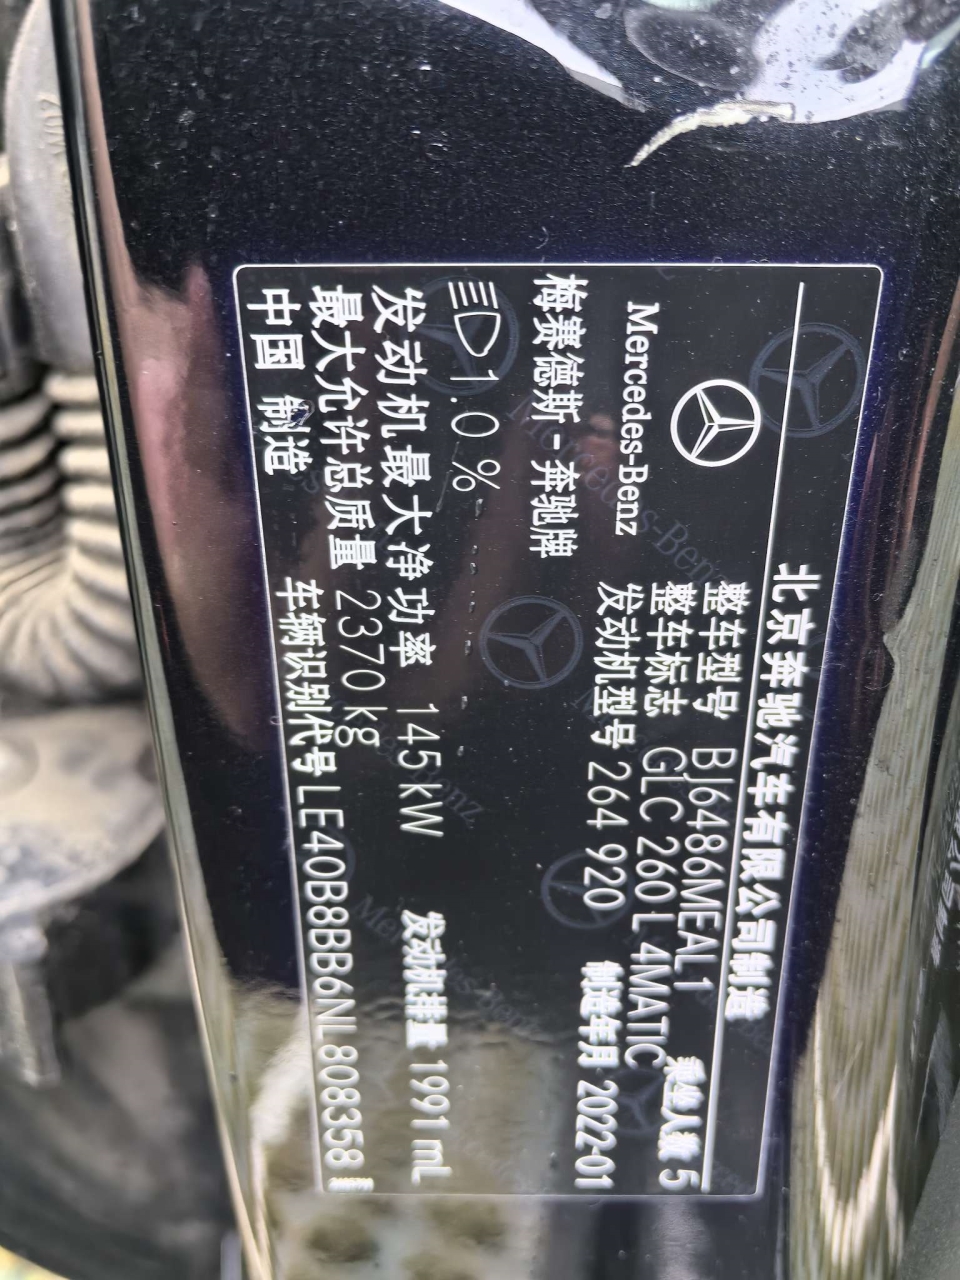 北京奔驰汽车有限公司制造
Mercedes-Benz
梅赛德斯-奔驰牌
整车型号 BJ6486MEAL1 乘坐人数 5
整车标志 GLC 260 L 4MATIC
发动机型号 264 920 制造年月 2022-01
1.0%
发动机最大净功率 145kW 发动机排量 1991 mL
最大允许总质量 2370 kg
中国 制造 车辆识别代号 LE40B8BB6NL808358